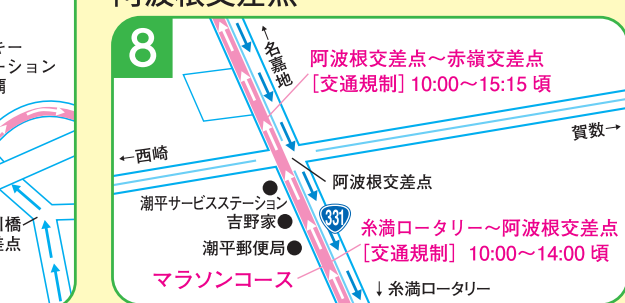 阿波根交差点
8
↑名嘉地
阿波根交差点～赤嶺交差点
［交通規制］10:00～15:15 頃
賀数→
←西崎
阿波根交差点
潮平サービスステーション
吉野家●
潮平郵便局●
331
糸満ロータリー～阿波根交差点
［交通規制］ 10:00～14:00 頃
マラソンコース
↓糸満ロータリー
キー
ーション
橋
差点